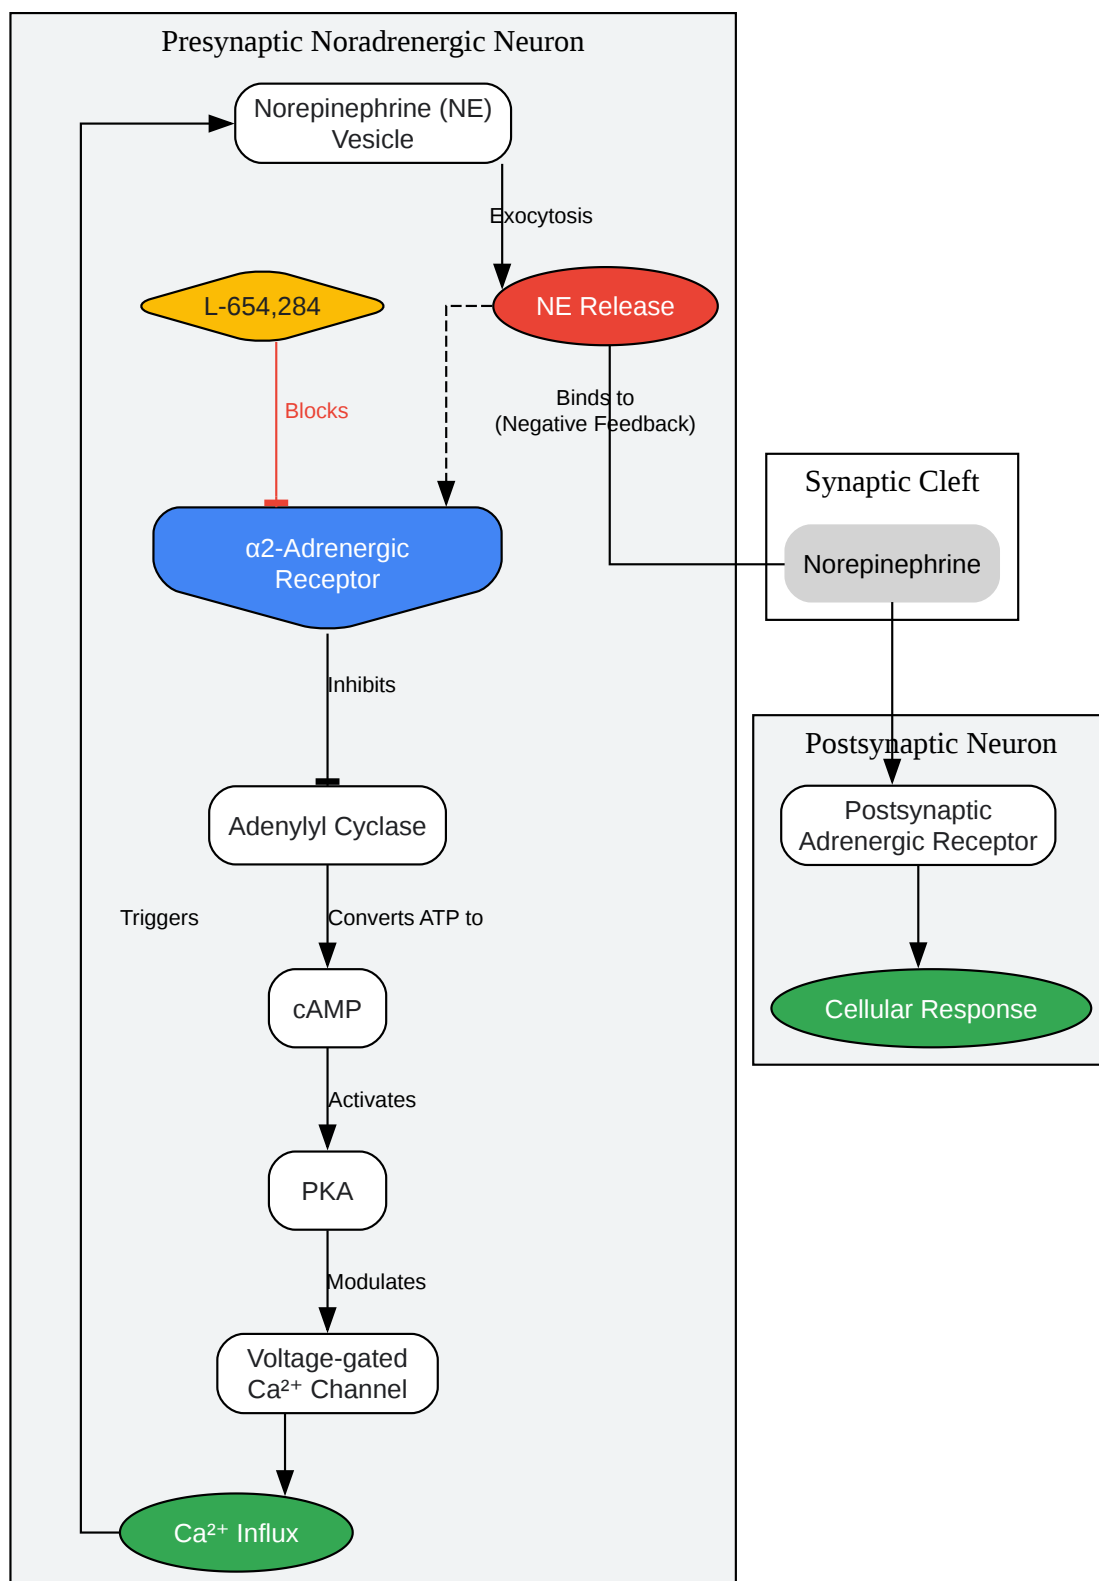 Presynaptic Noradrenergic Neuron
Norepinephrine (NE)
Vesicle
Exocytosis
L-654,284
NE Release
Blocks
Binds to
(Negative Feedback)
Synaptic Cleft
Norepinephrine
α2-Adrenergic
Receptor
Inhibits
Postsynaptic Neuron
Postsynaptic
Adrenergic Receptor
Adenylyl Cyclase
Triggers
Converts ATP to
cAMP
Cellular Response
Activates
PKA
Modulates
Voltage-gated
Ca²⁺ Channel
Ca²⁺ Influx